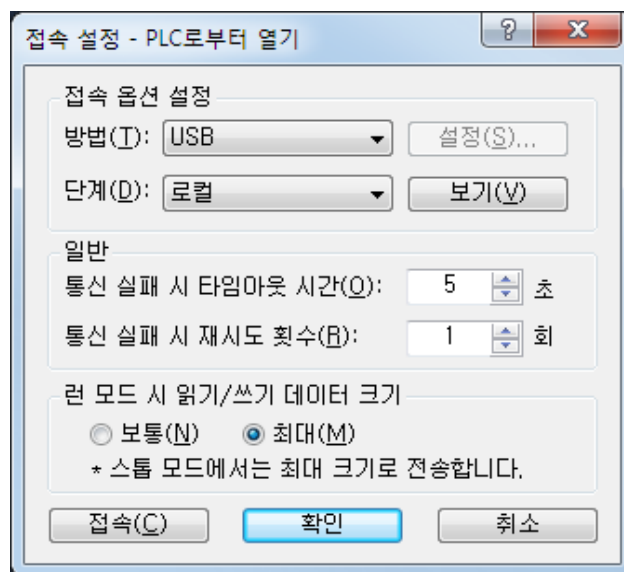 접속 설정 - PLC로부터 열기
접속 옵션 설정
방법(T): USB 설정(S)...
단계(D): 로컬 보기(V)
일반
통신 실패 시 타임아웃 시간(O): 5 초
통신 실패 시 재시도 횟수(R): 1 회
런 모드 시 읽기/쓰기 데이터 크기
보통(N) 최대(M)
* 스톱 모드에서는 최대 크기로 전송합니다.
접속(C) 확인 취소